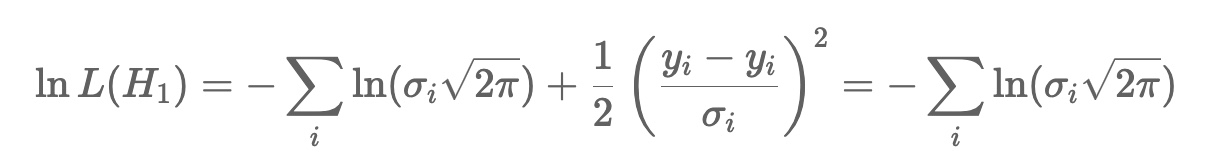 ln L(H₁) = − ∑ᵢ ln(σᵢ√2π) + 1/2 ((yᵢ − yᵢ)/σᵢ)² = − ∑ᵢ ln(σᵢ√2π)